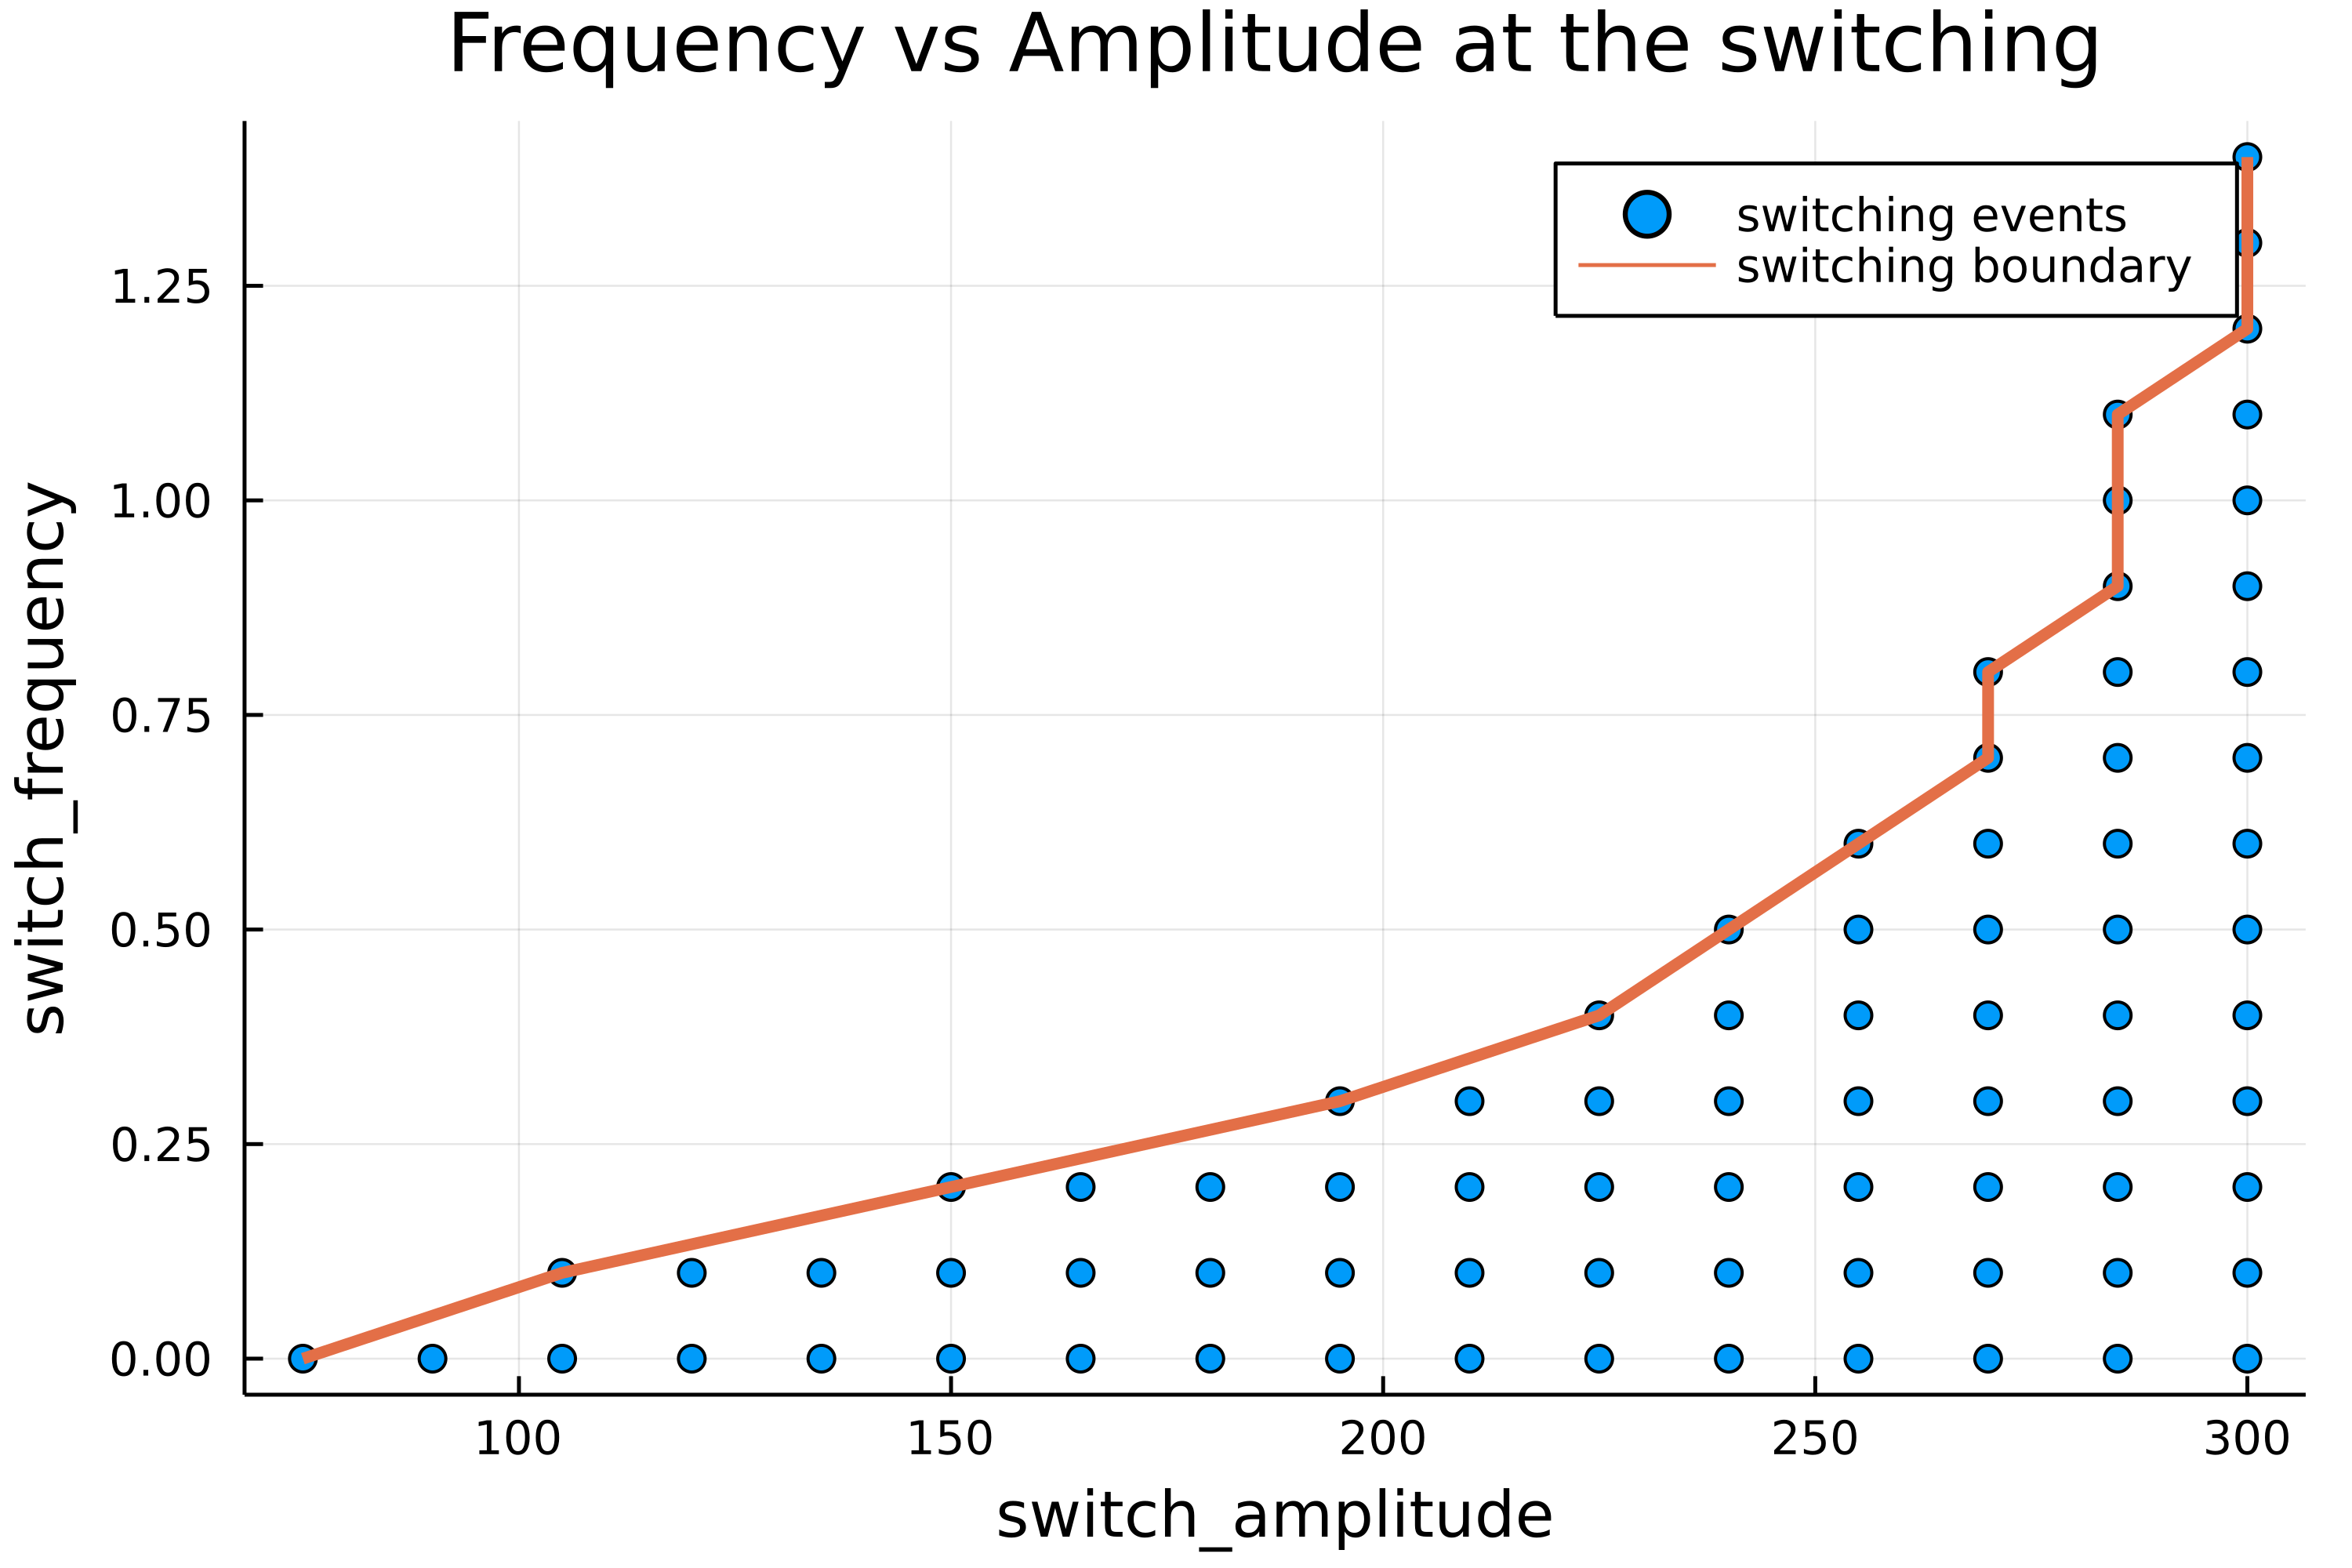 Frequency vs Amplitude at the switching
switching events
switching boundary
switch_frequency
1.25
1.00
0.75
0.50
0.25
0.00
100 150 200 250 300
switch_amplitude